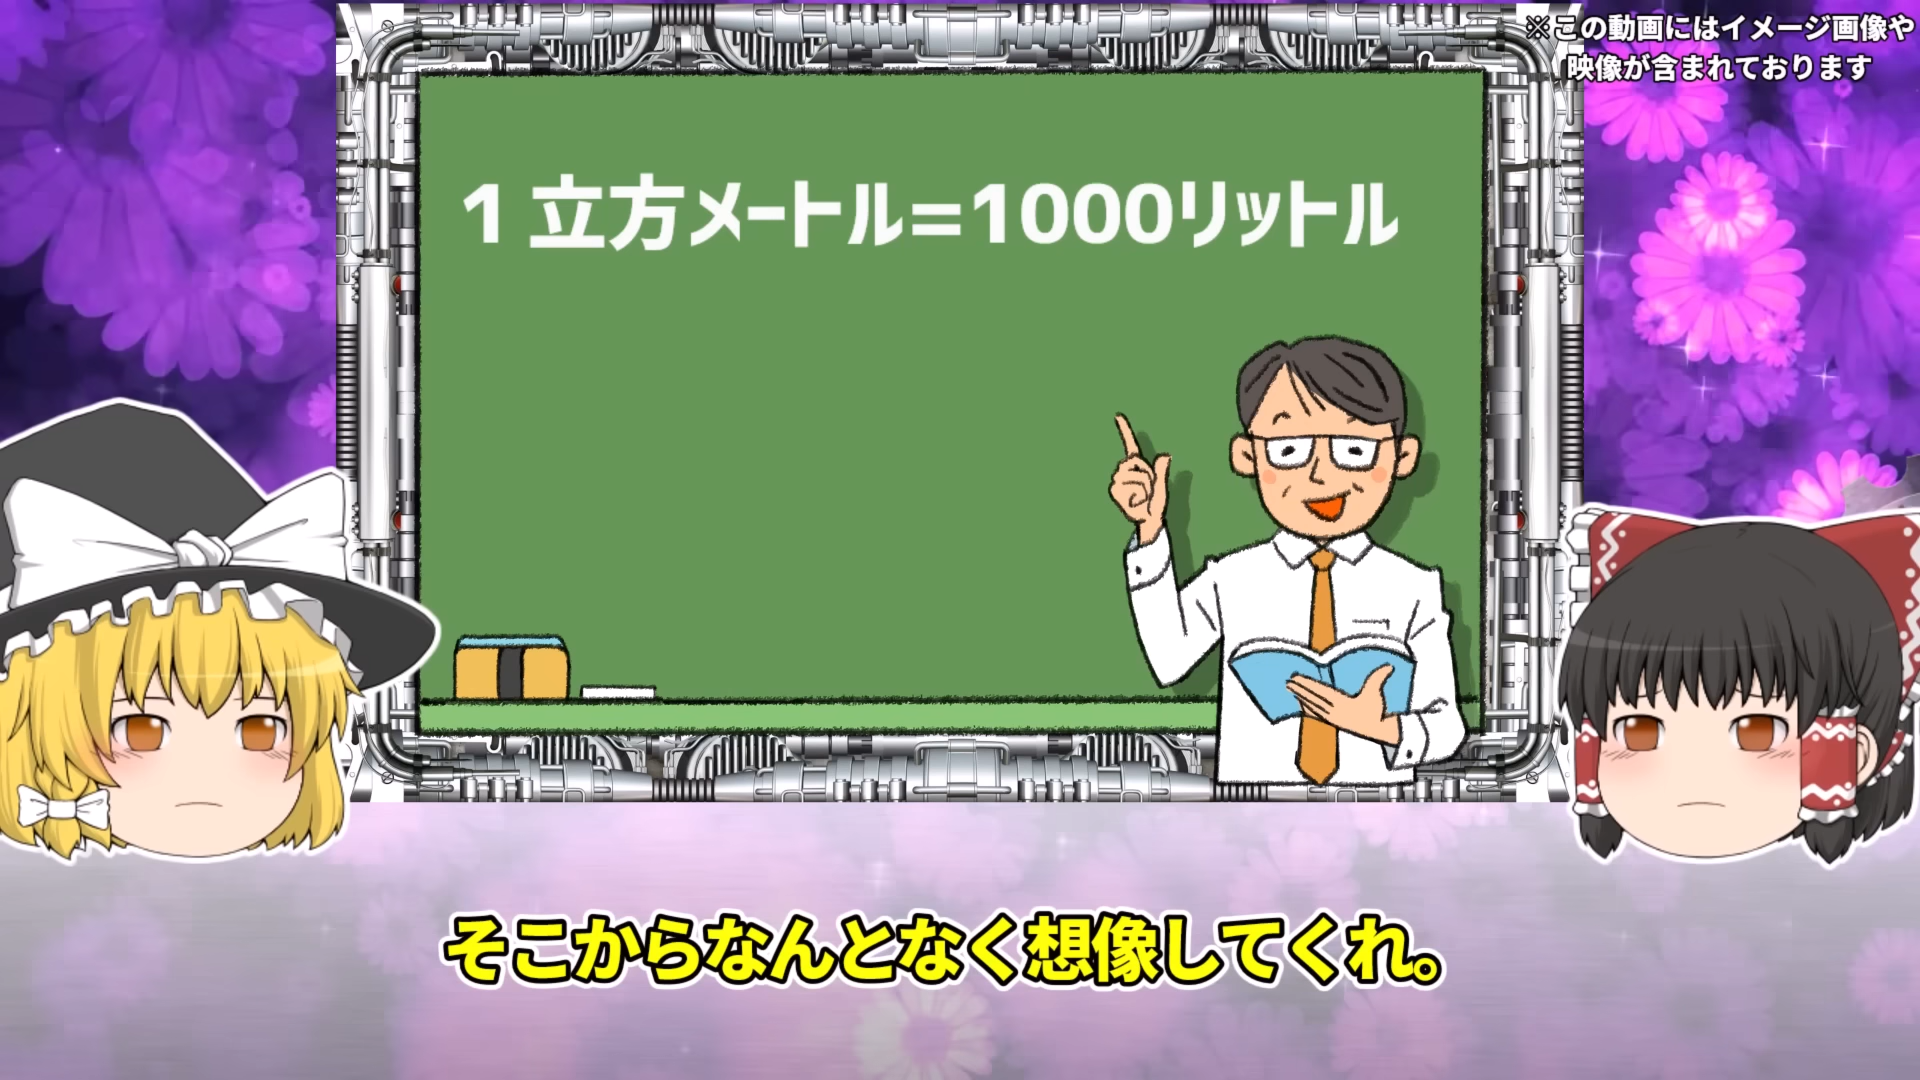 ※この動画にはイメージ画像や
映像が含まれております
1立方メートル=1000リットル
そこからなんとなく想像してくれ。